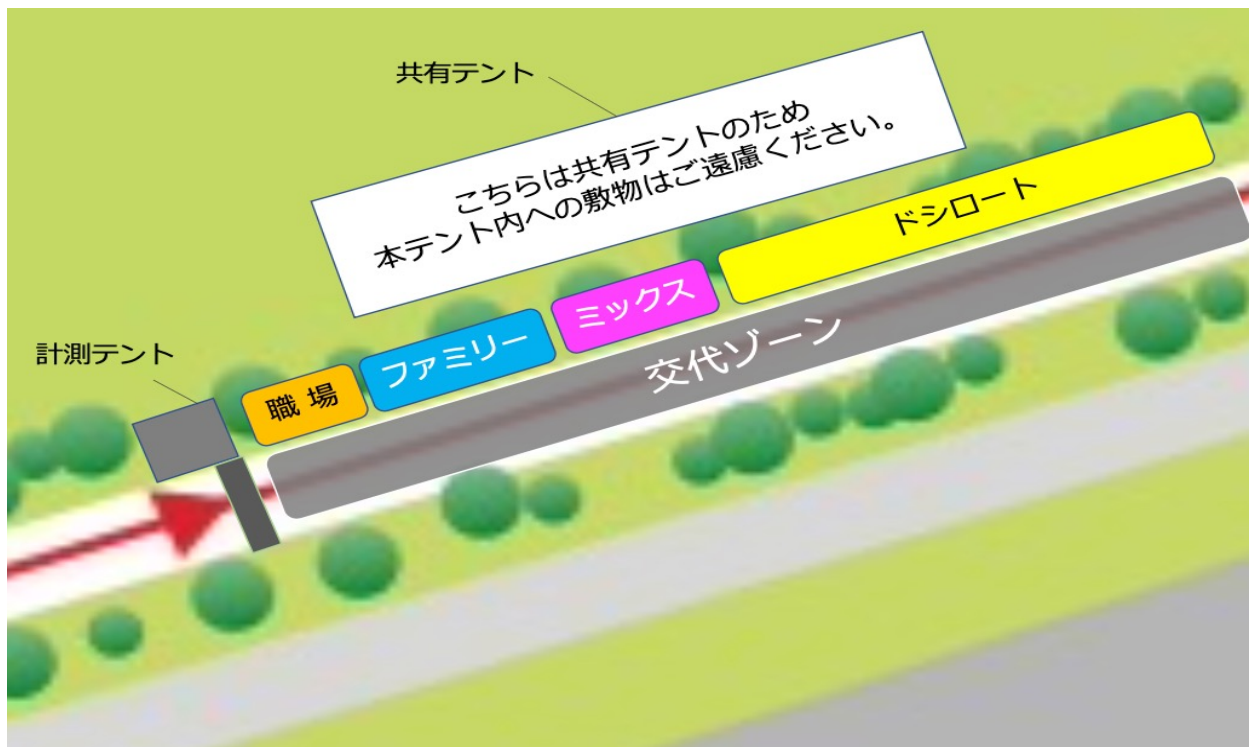 共有テント
こちらは共有テントのため
本テント内への敷物はご遠慮ください。
ドシロート
ミックス
ファミリー
職 場
計測テント
交代ゾーン